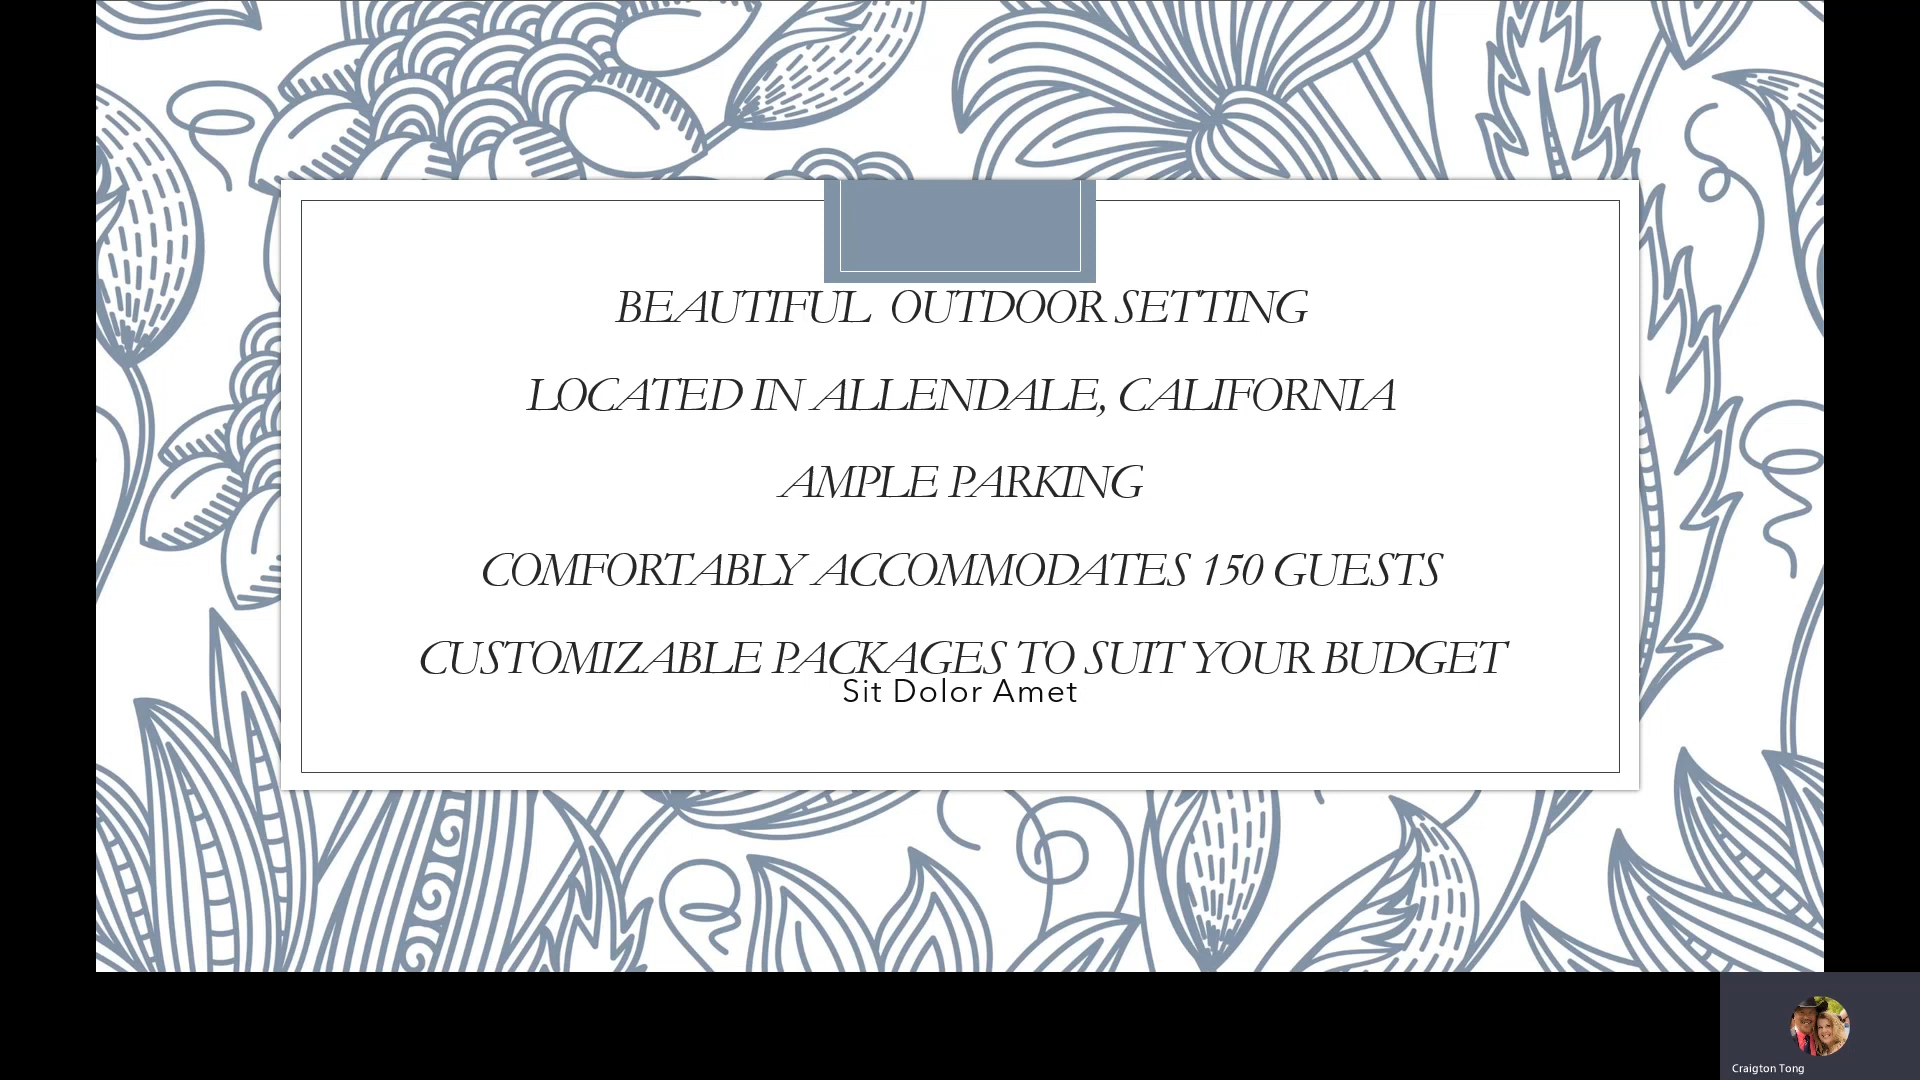 BEAUTIFUL OUTDOOR SETTING
LOCATED IN ALLENDALE, CALIFORNIA
AMPLE PARKING
COMFORTABLY ACCOMMODATES 150 GUESTS
CUSTOMIZABLE PACKAGES TO SUIT YOUR BUDGET
Sit Dolor Amet
Craigton Tong